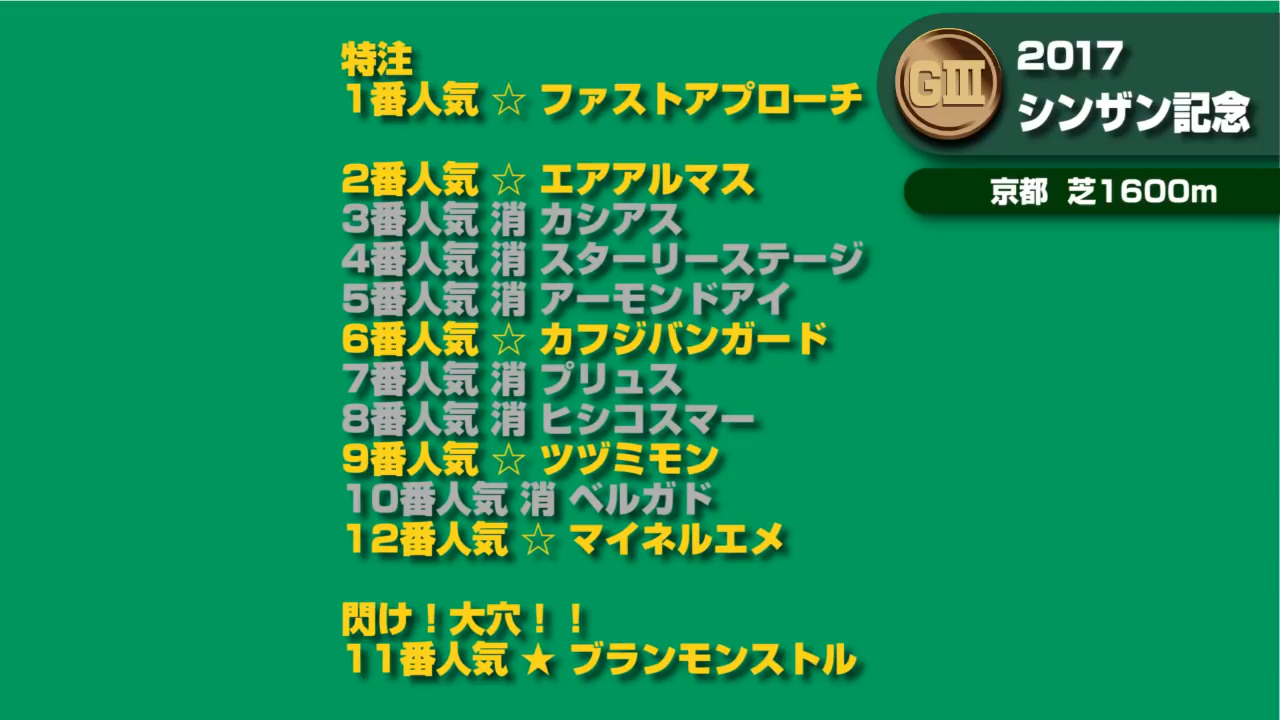 特注
1番人気 ☆ ファストアプローチ
2番人気 ☆ エアアルマス
3番人気 消 カシアス
4番人気 消 スターリーステージ
5番人気 消 アーモンドアイ
6番人気 ☆ カフジバンガード
7番人気 消 プリュス
8番人気 消 ヒシコスマー
9番人気 ☆ ツヅミモン
10番人気 消 ベルガド
12番人気 ☆ マイネルエメ
閃け！大穴！！
11番人気 ★ ブランモンストル
GⅢ
2017
シンザン記念
京都 芝1600m